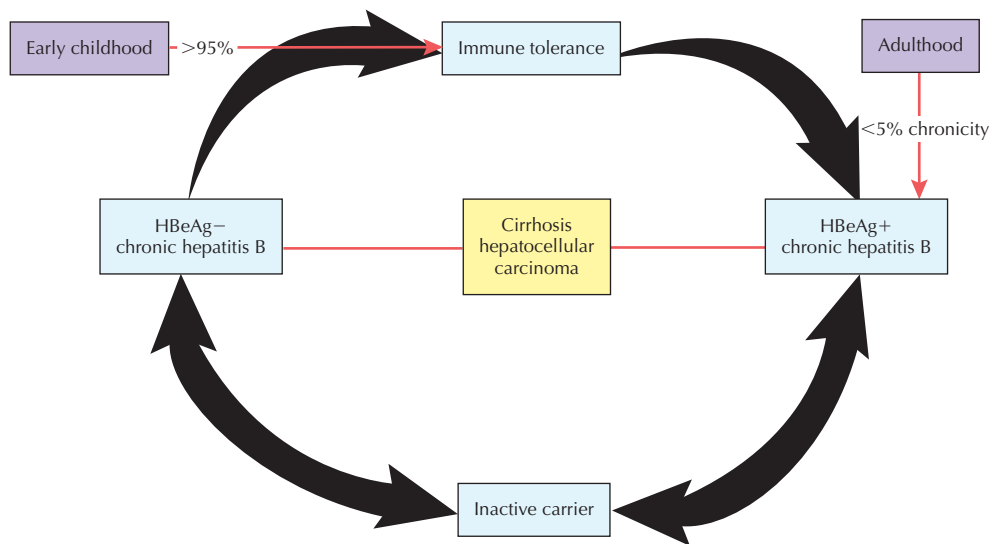 Early childhood
>95%
Immune tolerance
Adulthood
<5% chronicity
HBeAg−
chronic hepatitis B
Cirrhosis
hepatocellular
carcinoma
HBeAg+
chronic hepatitis B
Inactive carrier